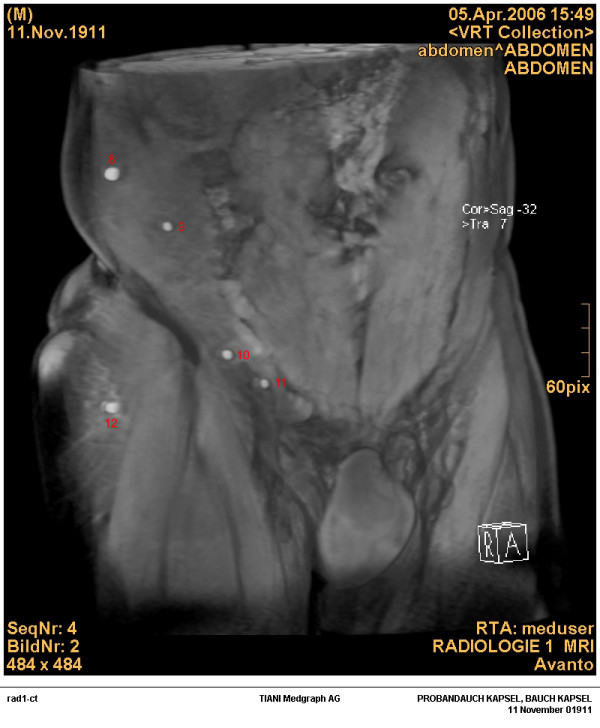 (M)
11.Nov.1911
05.Apr.2006 15:49
<VRT Collection>
abdomen^ABDOMEN
ABDOMEN
Cor>Sag -32
>Tra 7
10
11
12
60pix
R A
SeqNr: 4
BildNr: 2
484 x 484
RTA: meduser
RADIOLOGIE 1 MRI
Avanto
rad1-ct
TIANI Medgraph AG
PROBANDAUCH KAPSEL, BAUCH KAPSEL
11 November 01911